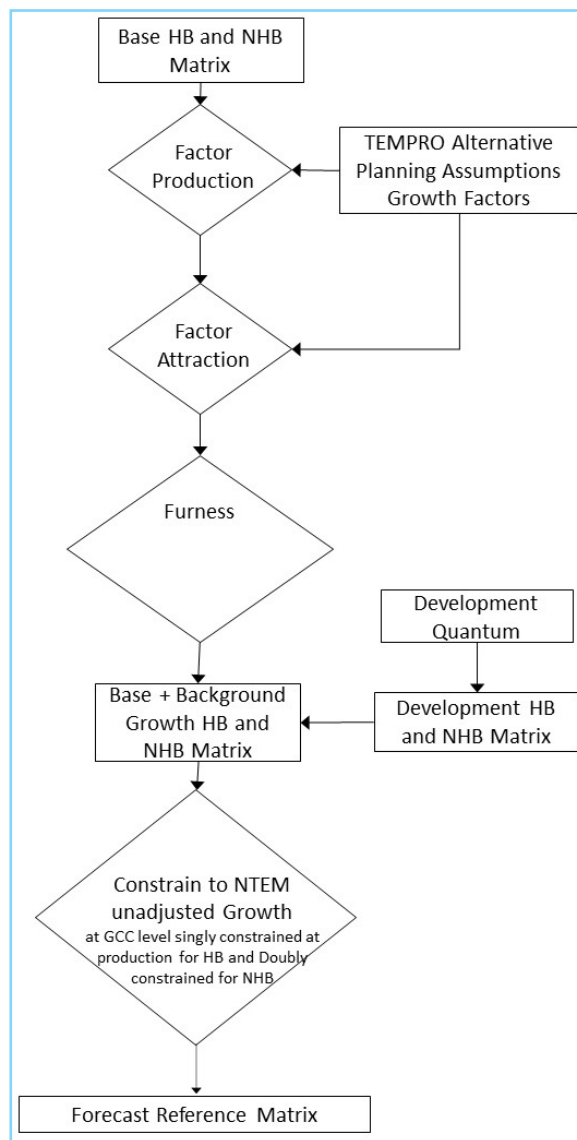 Base HB and NHB
Matrix
Factor
Production
TEMPRO Alternative
Planning Assumptions
Growth Factors
Factor
Attraction
Furness
Development
Quantum
Base + Background
Growth HB and
NHB Matrix
Development HB
and NHB Matrix
Constrain to NTEM
unadjusted Growth
at GCC level singly constrained at
production for HB and Doubly
constrained for NHB
Forecast Reference Matrix